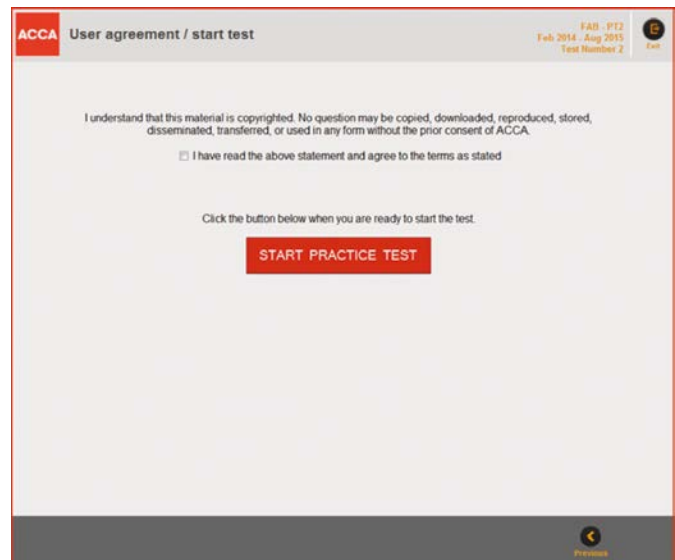 ACCA
User agreement / start test
FAB - PT2
Feb 2014 - Aug 2015
Test Number 2
Exit
I understand that this material is copyrighted. No question may be copied, downloaded, reproduced, stored,
disseminated, transferred, or used in any form without the prior consent of ACCA.
I have read the above statement and agree to the terms as stated
Click the button below when you are ready to start the test.
START PRACTICE TEST
Previous